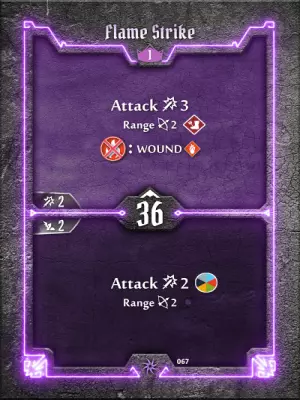 Flame Strike
1
Attack 3
Range 2
: WOUND
2
36
2
Attack 2
Range 2
067